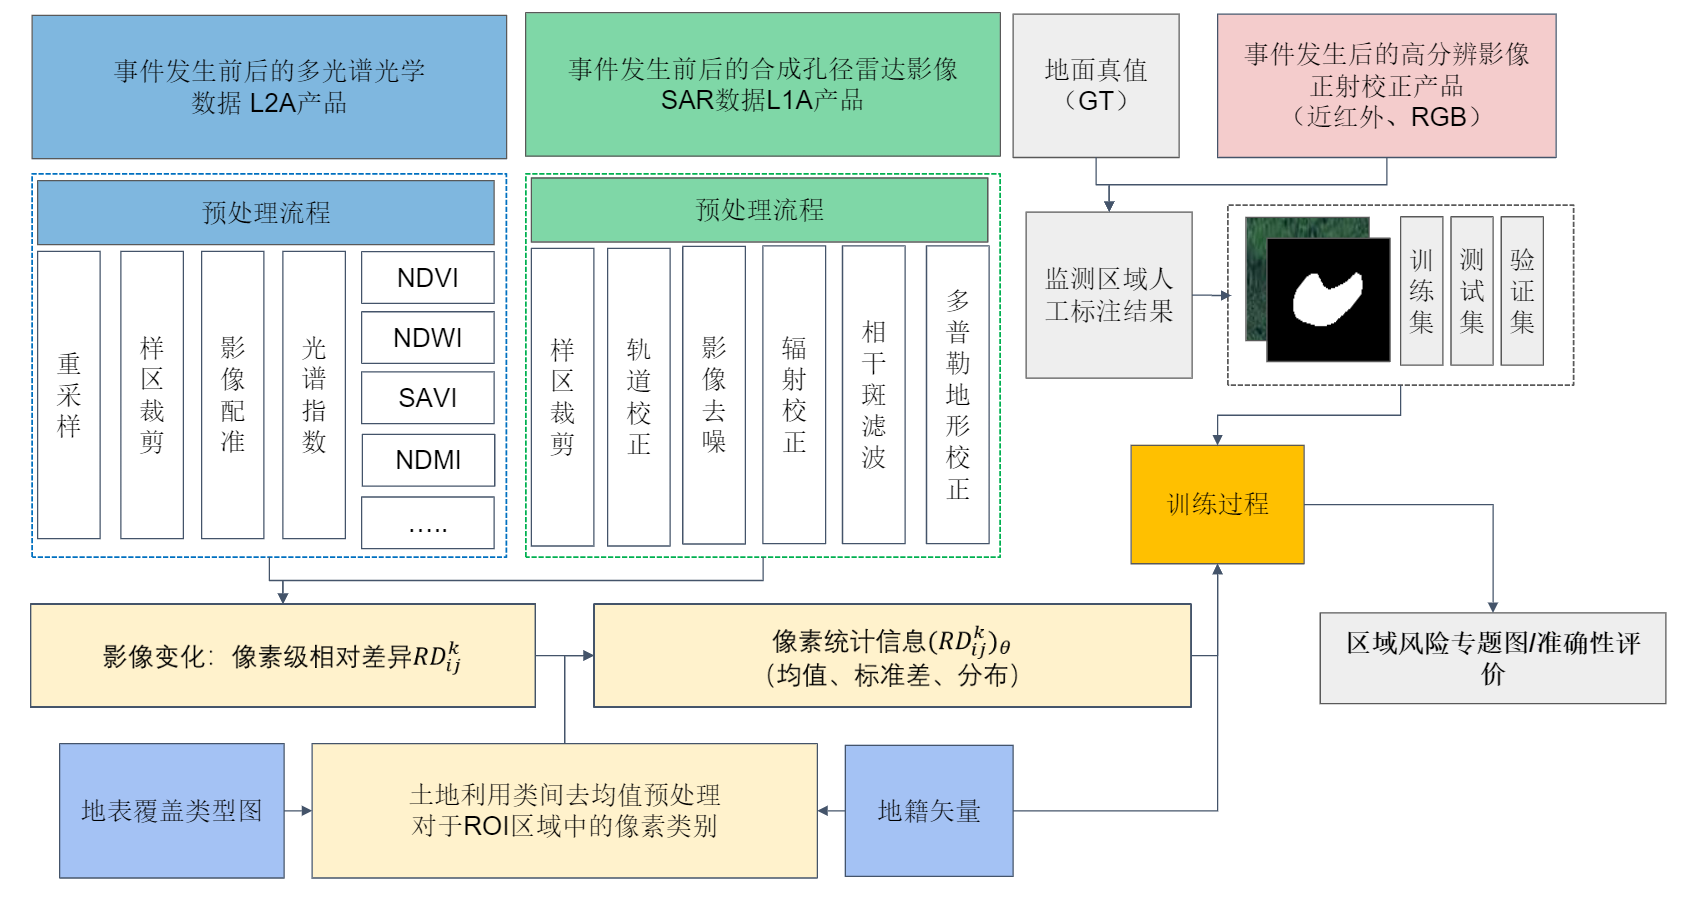 事件发生前后的多光谱光学
数据 L2A产品
事件发生前后的合成孔径雷达影像
SAR数据L1A产品
地面真值
（GT）
事件发生后的高分辨影像
正射校正产品
（近红外、RGB）
预处理流程
重采样
样区裁剪
影像配准
光谱指数
NDVI
NDWI
SAVI
NDMI
…..
预处理流程
样区裁剪
轨道校正
影像去噪
辐射校正
相干斑滤波
多普勒地形校正
监测区域人
工标注结果
训练集
测试集
验证集
训练过程
影像变化：像素级相对差异$RD_{ij}^{k}$
像素统计信息$(RD_{ij}^{k})_{\theta}$
（均值、标准差、分布）
区域风险专题图/准确性评
价
地表覆盖类型图
土地利用类间去均值预处理
对于ROI区域中的像素类别
地籍矢量